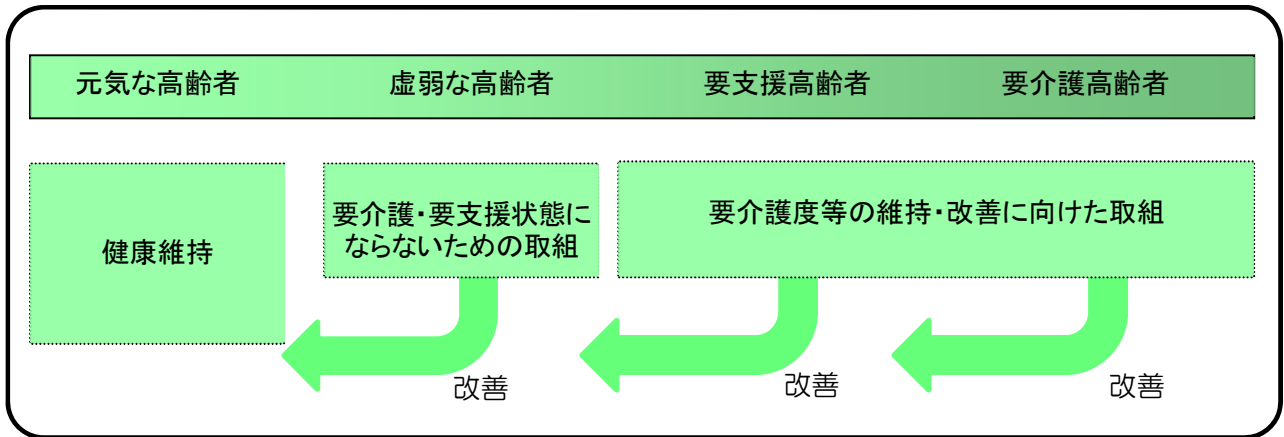 元気な高齢者 虚弱な高齢者 要支援高齢者 要介護高齢者
健康維持
要介護・要支援状態に
ならないための取組
要介護度等の維持・改善に向けた取組
改善
改善
改善